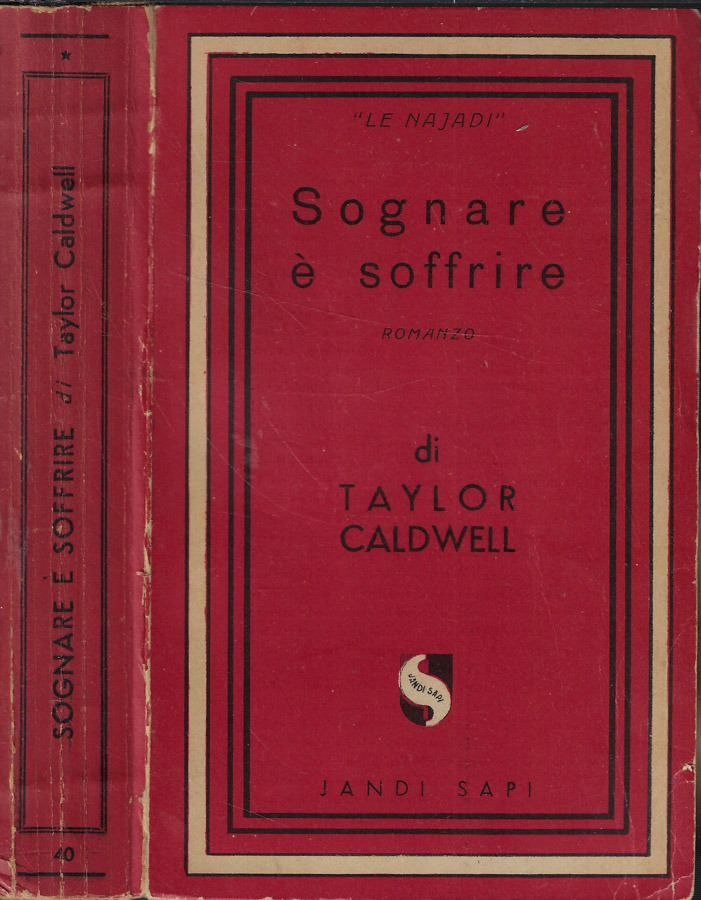 SOGNARE E SOFFRIRE di Taylor Caldwell
40
"LE NAJADI"
Sognare
è soffrire
ROMANZO
di
TAYLOR
CALDWELL
JANDI SAPI
JANDI SAPI